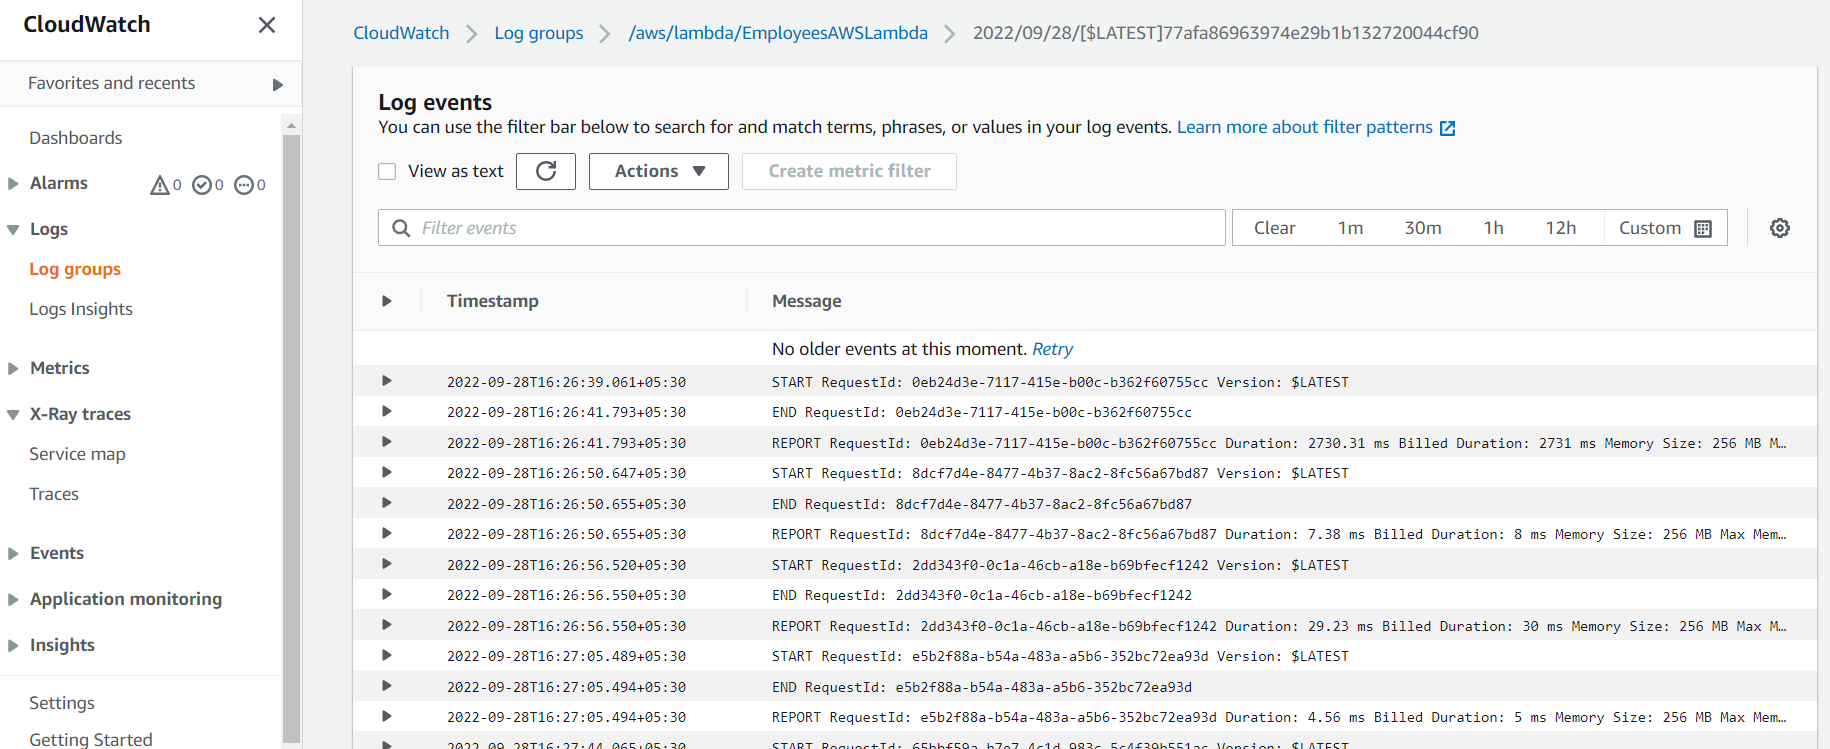 CloudWatch
Favorites and recents
Dashboards
Alarms 0 0 0
Logs
Log groups
Logs Insights
Metrics
X-Ray traces
Service map
Traces
Events
Application monitoring
Insights
Settings
Getting Started
CloudWatch Log groups /aws/lambda/EmployeesAWSLambda 2022/09/28/[$LATEST]77afa86963974e29b1b132720044cf90
Log events
You can use the filter bar below to search for and match terms, phrases, or values in your log events. Learn more about filter patterns
View as text Actions Create metric filter
Filter events Clear 1m 30m 1h 12h Custom
Timestamp Message
No older events at this moment. Retry
2022-09-28T16:26:39.061+05:30 START RequestId: 0eb24d3e-7117-415e-b00c-b362f60755cc Version: $LATEST
2022-09-28T16:26:41.793+05:30 END RequestId: 0eb24d3e-7117-415e-b00c-b362f60755cc
2022-09-28T16:26:41.793+05:30 REPORT RequestId: 0eb24d3e-7117-415e-b00c-b362f60755cc Duration: 2730.31 ms Billed Duration: 2731 ms Memory Size: 256 MB M…
2022-09-28T16:26:50.647+05:30 START RequestId: 8dcf7d4e-8477-4b37-8ac2-8fc56a67bd87 Version: $LATEST
2022-09-28T16:26:50.655+05:30 END RequestId: 8dcf7d4e-8477-4b37-8ac2-8fc56a67bd87
2022-09-28T16:26:50.655+05:30 REPORT RequestId: 8dcf7d4e-8477-4b37-8ac2-8fc56a67bd87 Duration: 7.38 ms Billed Duration: 8 ms Memory Size: 256 MB Max Mem…
2022-09-28T16:26:56.520+05:30 START RequestId: 2dd343f0-0c1a-46cb-a18e-b69bfecf1242 Version: $LATEST
2022-09-28T16:26:56.550+05:30 END RequestId: 2dd343f0-0c1a-46cb-a18e-b69bfecf1242
2022-09-28T16:26:56.550+05:30 REPORT RequestId: 2dd343f0-0c1a-46cb-a18e-b69bfecf1242 Duration: 29.23 ms Billed Duration: 30 ms Memory Size: 256 MB Max M…
2022-09-28T16:27:05.489+05:30 START RequestId: e5b2f88a-b54a-483a-a5b6-352bc72ea93d Version: $LATEST
2022-09-28T16:27:05.494+05:30 END RequestId: e5b2f88a-b54a-483a-a5b6-352bc72ea93d
2022-09-28T16:27:05.494+05:30 REPORT RequestId: e5b2f88a-b54a-483a-a5b6-352bc72ea93d Duration: 4.56 ms Billed Duration: 5 ms Memory Size: 256 MB Max Mem…
2022-09-28T16:27:44.065+05:30 START RequestId: Version: $LATEST